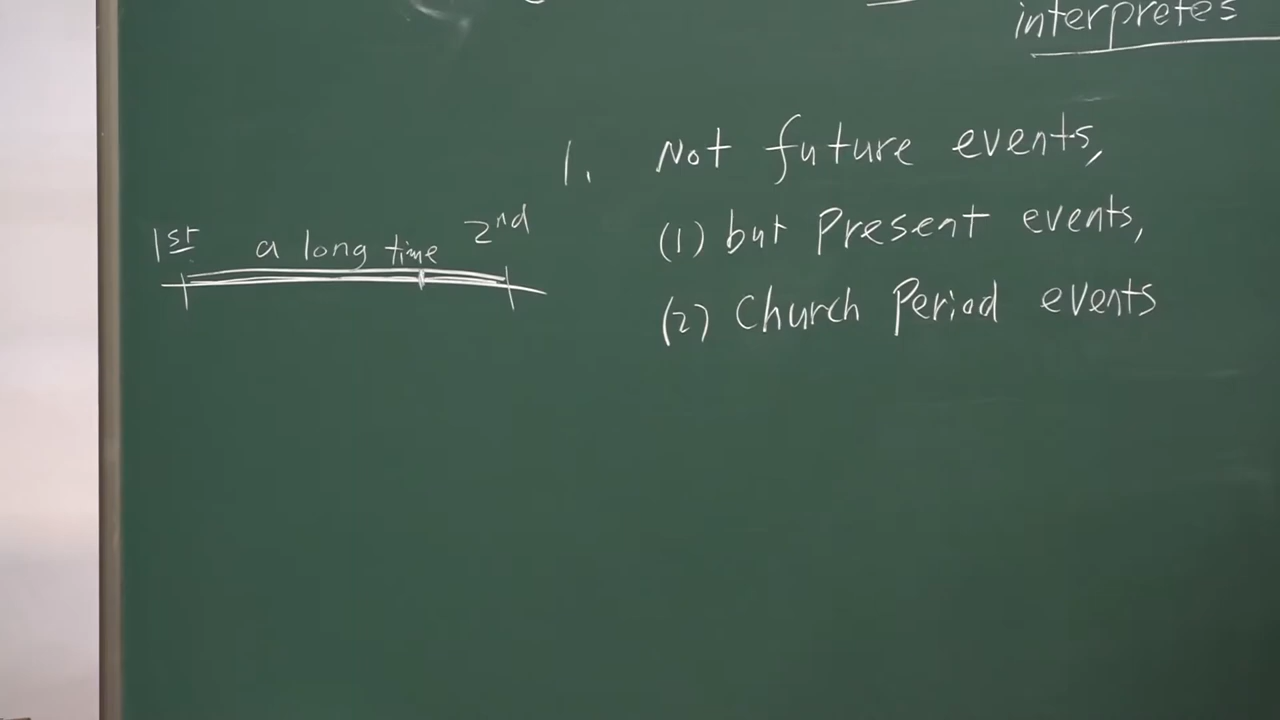 interpretes
1. Not future events,
(1) but Present events,
(2) Church Period events
1st a long time 2nd